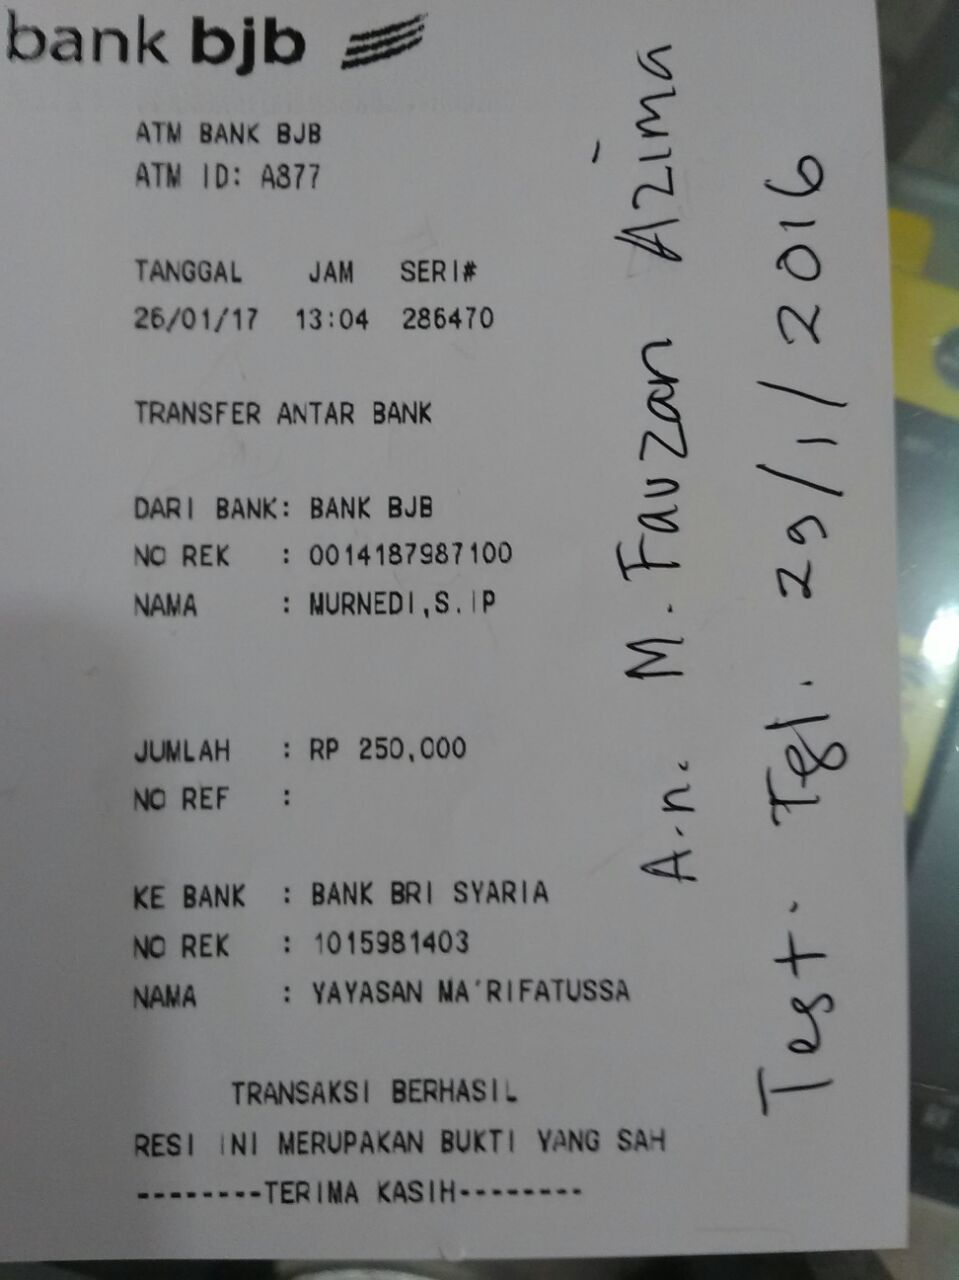 bank bjb
ATM BANK BJB
ATM ID: A877
TANGGAL JAM SERI#
26/01/17 13:04 286470
TRANSFER ANTAR BANK
DARI BANK: BANK BJB
NO REK : 0014187987100
NAMA : MURNEDI,S.IP
JUMLAH : RP 250,000
NO REF :
KE BANK : BANK BRI SYARIA
NO REK : 1015981403
NAMA : YAYASAN MA'RIFATUSSA
TRANSAKSI BERHASIL
RESI INI MERUPAKAN BUKTI YANG SAH
--------TERIMA KASIH--------
A.n. M. Fauzan Azima
Test. Tgl. 29/1/2016